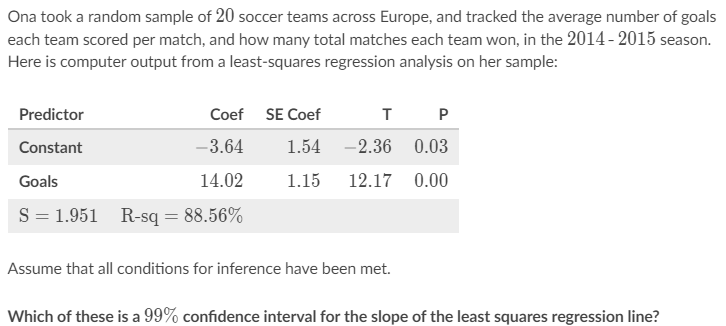 Ona took a random sample of 20 soccer teams across Europe, and tracked the average number of goals
each team scored per match, and how many total matches each team won, in the 2014 - 2015 season.
Here is computer output from a least-squares regression analysis on her sample:
Predictor Coef SE Coef T P
Constant −3.64 1.54 −2.36 0.03
Goals 14.02 1.15 12.17 0.00
S = 1.951 R-sq = 88.56%
Assume that all conditions for inference have been met.
Which of these is a 99% confidence interval for the slope of the least squares regression line?